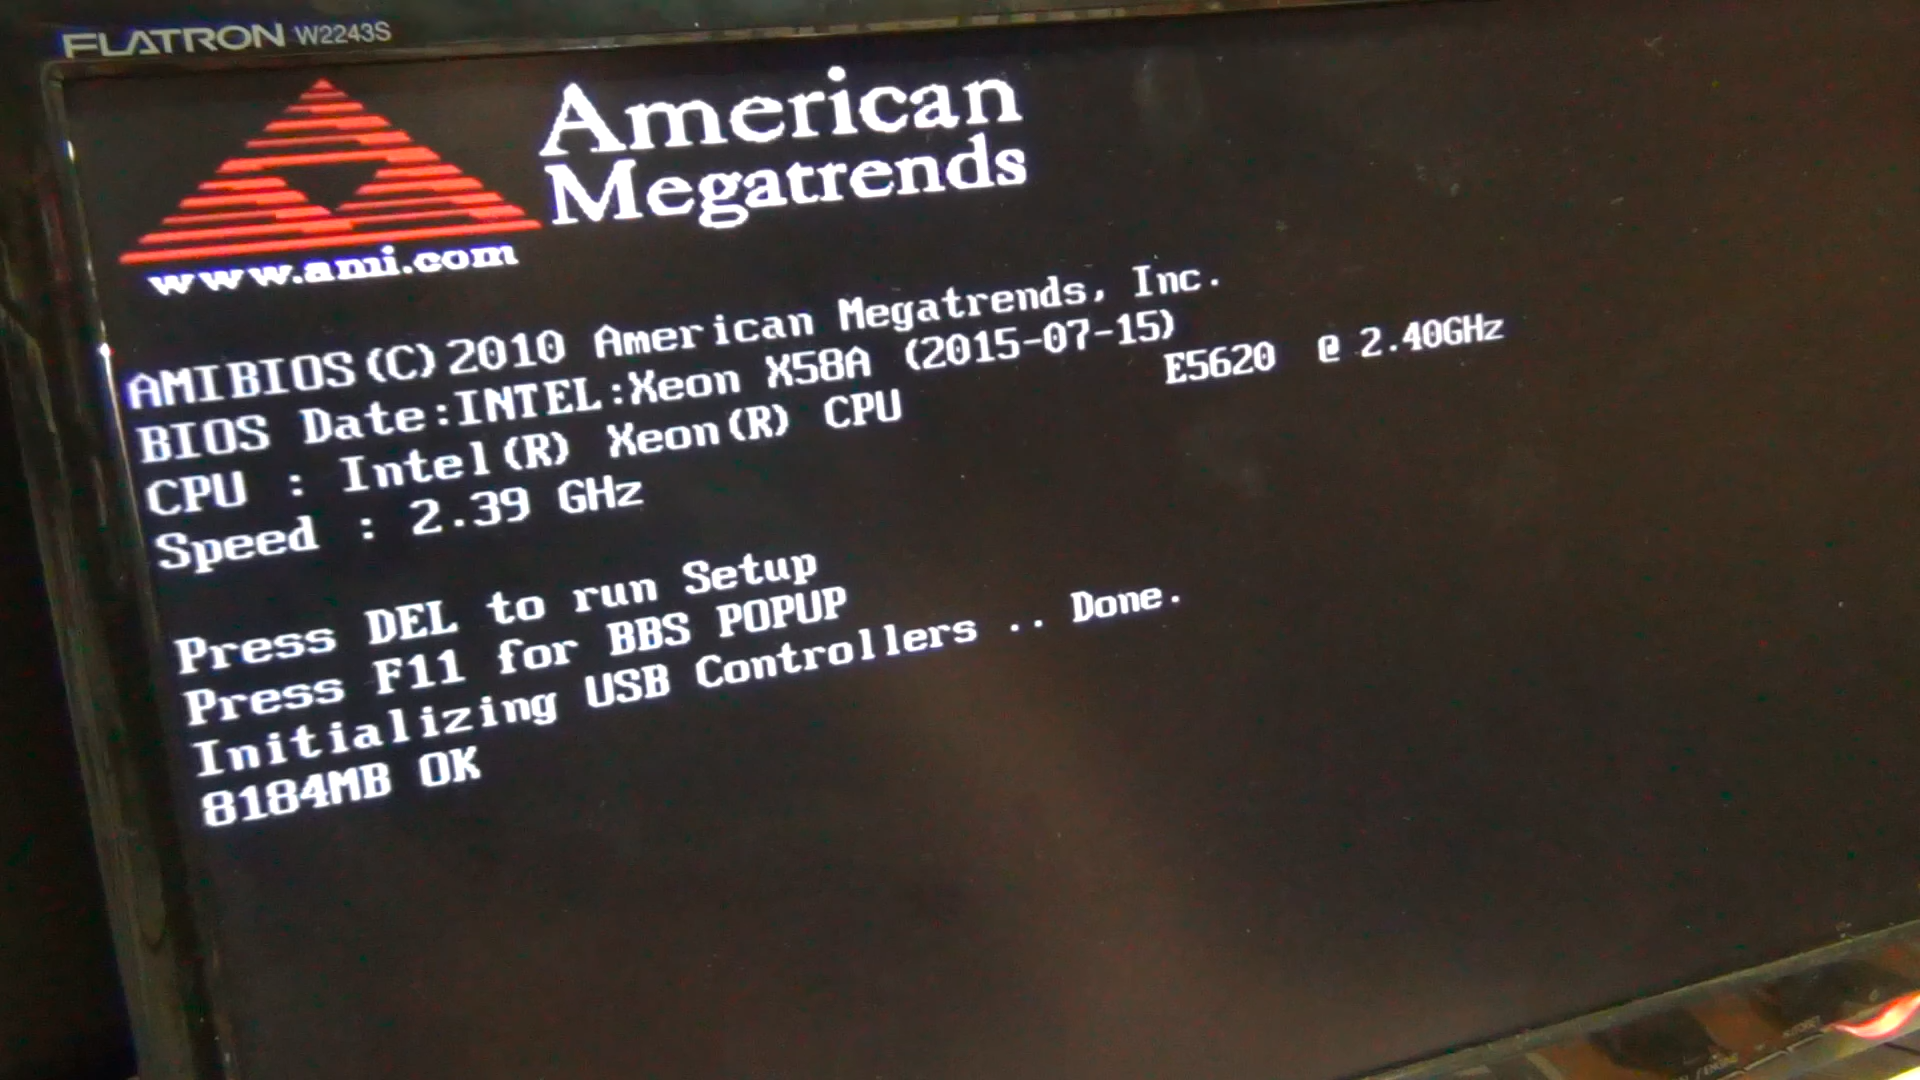 FLATRON W2243S
American
Megatrends
www.ami.com
AMIBIOS(C)2010 American Megatrends, Inc.
BIOS Date:INTEL:Xeon X58A (2015-07-15)
CPU : Intel(R) Xeon(R) CPU E5620 @ 2.40GHz
Speed : 2.39 GHz
Press DEL to run Setup
Press F11 for BBS POPUP
Initializing USB Controllers .. Done.
8184MB OK